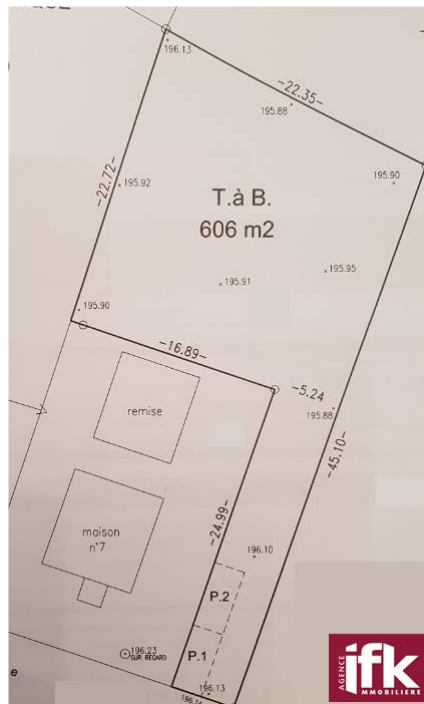 196.13
-22.35-
195.88
-22.72-
195.92
195.90
T.à B.
606 m2
195.95
195.91
195.90
-16.89-
-5.24
195.88
remise
-45.10-
-24.99-
maison
n°7
196.10
P.2
196.23
SUR REGARD
P.1
196.13
e
AGENCE
ifk
IMMOBILIERE